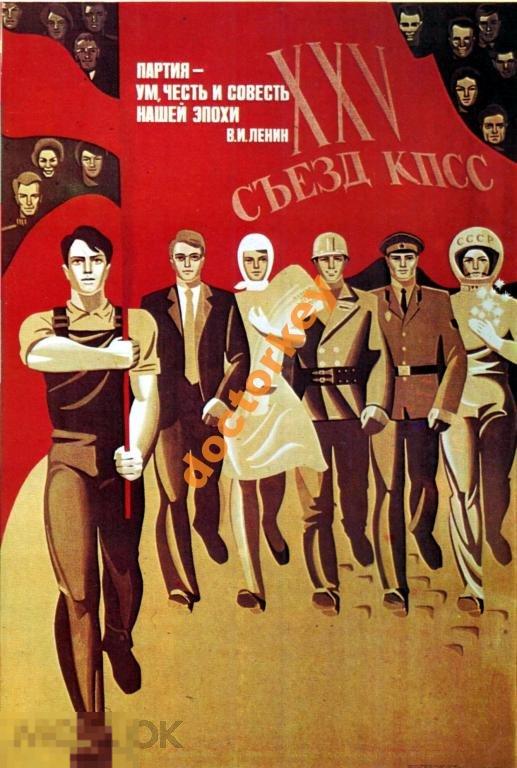 ПАРТИЯ –
УМ, ЧЕСТЬ И СОВЕСТЬ
НАШЕЙ ЭПОХИ
В.И. ЛЕНИН
XXV
СЪЕЗД КПСС
СССР
doctorkey